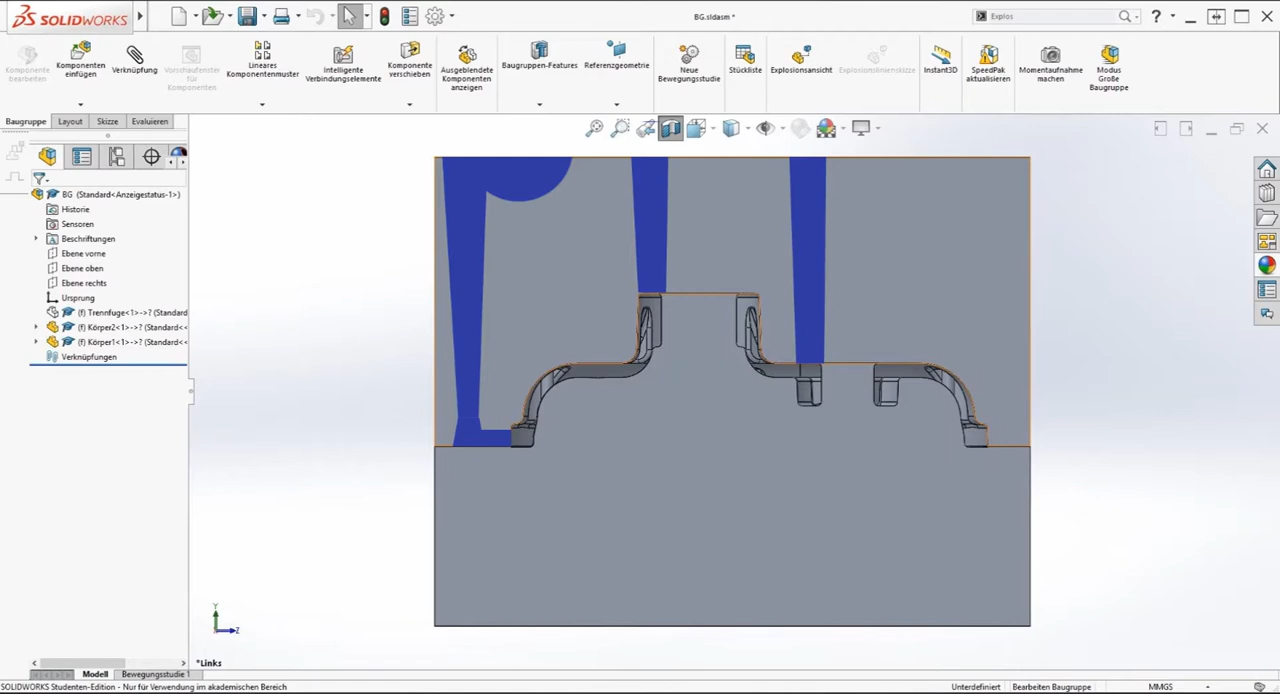 SOLIDWORKS
BG.sldasm *
Explos
Komponente bearbeiten
Komponenten einfügen
Verknüpfung
Vorschaufenster für Komponenten
Lineares Komponentenmuster
Intelligente Verbindungselemente
Komponente verschieben
Ausgeblendete Komponenten anzeigen
Baugruppen-Features
Referenzgeometrie
Neue Bewegungsstudie
Stückliste
Explosionsansicht
Explosionslinienskizze
Instant3D
SpeedPak aktualisieren
Momentaufnahme machen
Modus Große Baugruppe
Baugruppe
Layout
Skizze
Evaluieren
BG (Standard<Anzeigestatus-1>)
Historie
Sensoren
Beschriftungen
Ebene vorne
Ebene oben
Ebene rechts
Ursprung
(f) Trennfuge<1>->? (Standard
(f) Körper2<1>->? (Standard<<
(f) Körper1<1>->? (Standard<<
Verknüpfungen
Y
Z
*Links
Modell
Bewegungsstudie 1
SOLIDWORKS Studenten-Edition - Nur für Verwendung im akademischen Bereich
Unterdefiniert
Bearbeiten Baugruppe
MMGS